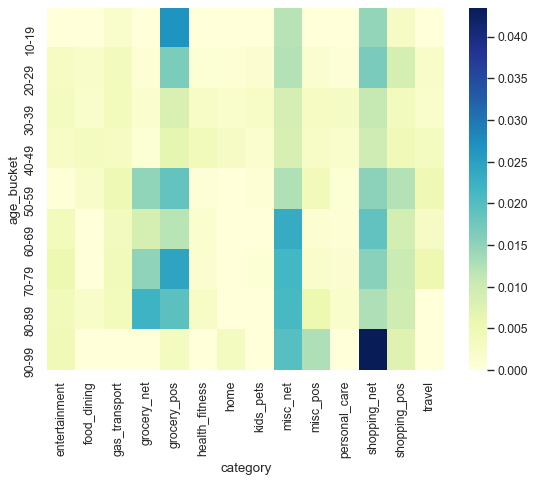 age_bucket
10-19
20-29
30-39
40-49
50-59
60-69
70-79
80-89
90-99
entertainment
food_dining
gas_transport
grocery_net
grocery_pos
health_fitness
home
kids_pets
misc_net
misc_pos
personal_care
shopping_net
shopping_pos
travel
category
0.040
0.035
0.030
0.025
0.020
0.015
0.010
0.005
0.000